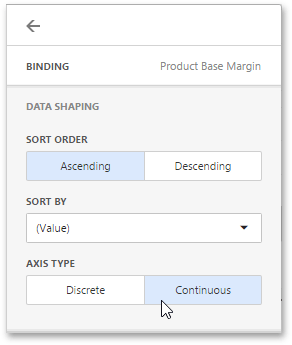 BINDING Product Base Margin
DATA SHAPING
SORT ORDER
Ascending Descending
SORT BY
(Value)
AXIS TYPE
Discrete Continuous